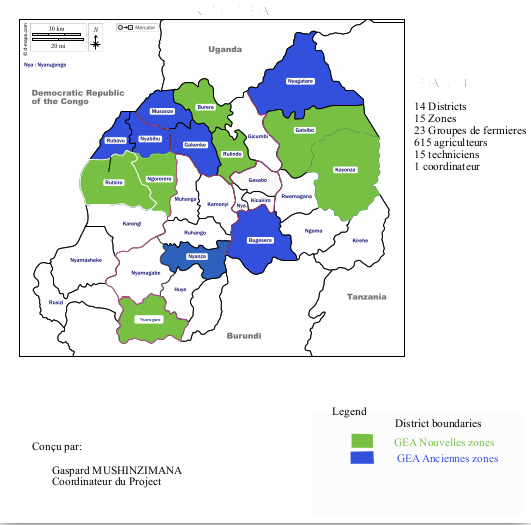 30 km
20 mi
N
© d-maps.com
Mercator
Nya : Nyarugenge
Uganda
Democratic Republic
of the Congo
Nyagatare
Musanze
Burera
Gicumbi
Gatsibo
Rubavu
Nyabihu
Gakenke
Rulindo
Kayonza
Rutsiro
Ngororero
Gasabo
Muhanga
Kamonyi
Nya.
Kicukiro
Rwamagana
Karongi
Ruhango
Bugesera
Ngoma
Kirehe
Nyamasheke
Nyanza
Nyamagabe
Huye
Rusizi
Nyaruguru
Tanzania
Burundi
14 Districts
15 Zones
23 Groupes de fermieres
615 agriculteurs
15 techniciens
1 coordinateur
Legend
District boundaries
GEA Nouvelles zones
GEA Anciennes zones
Conçu par:
Gaspard MUSHINZIMANA
Coordinateur du Project